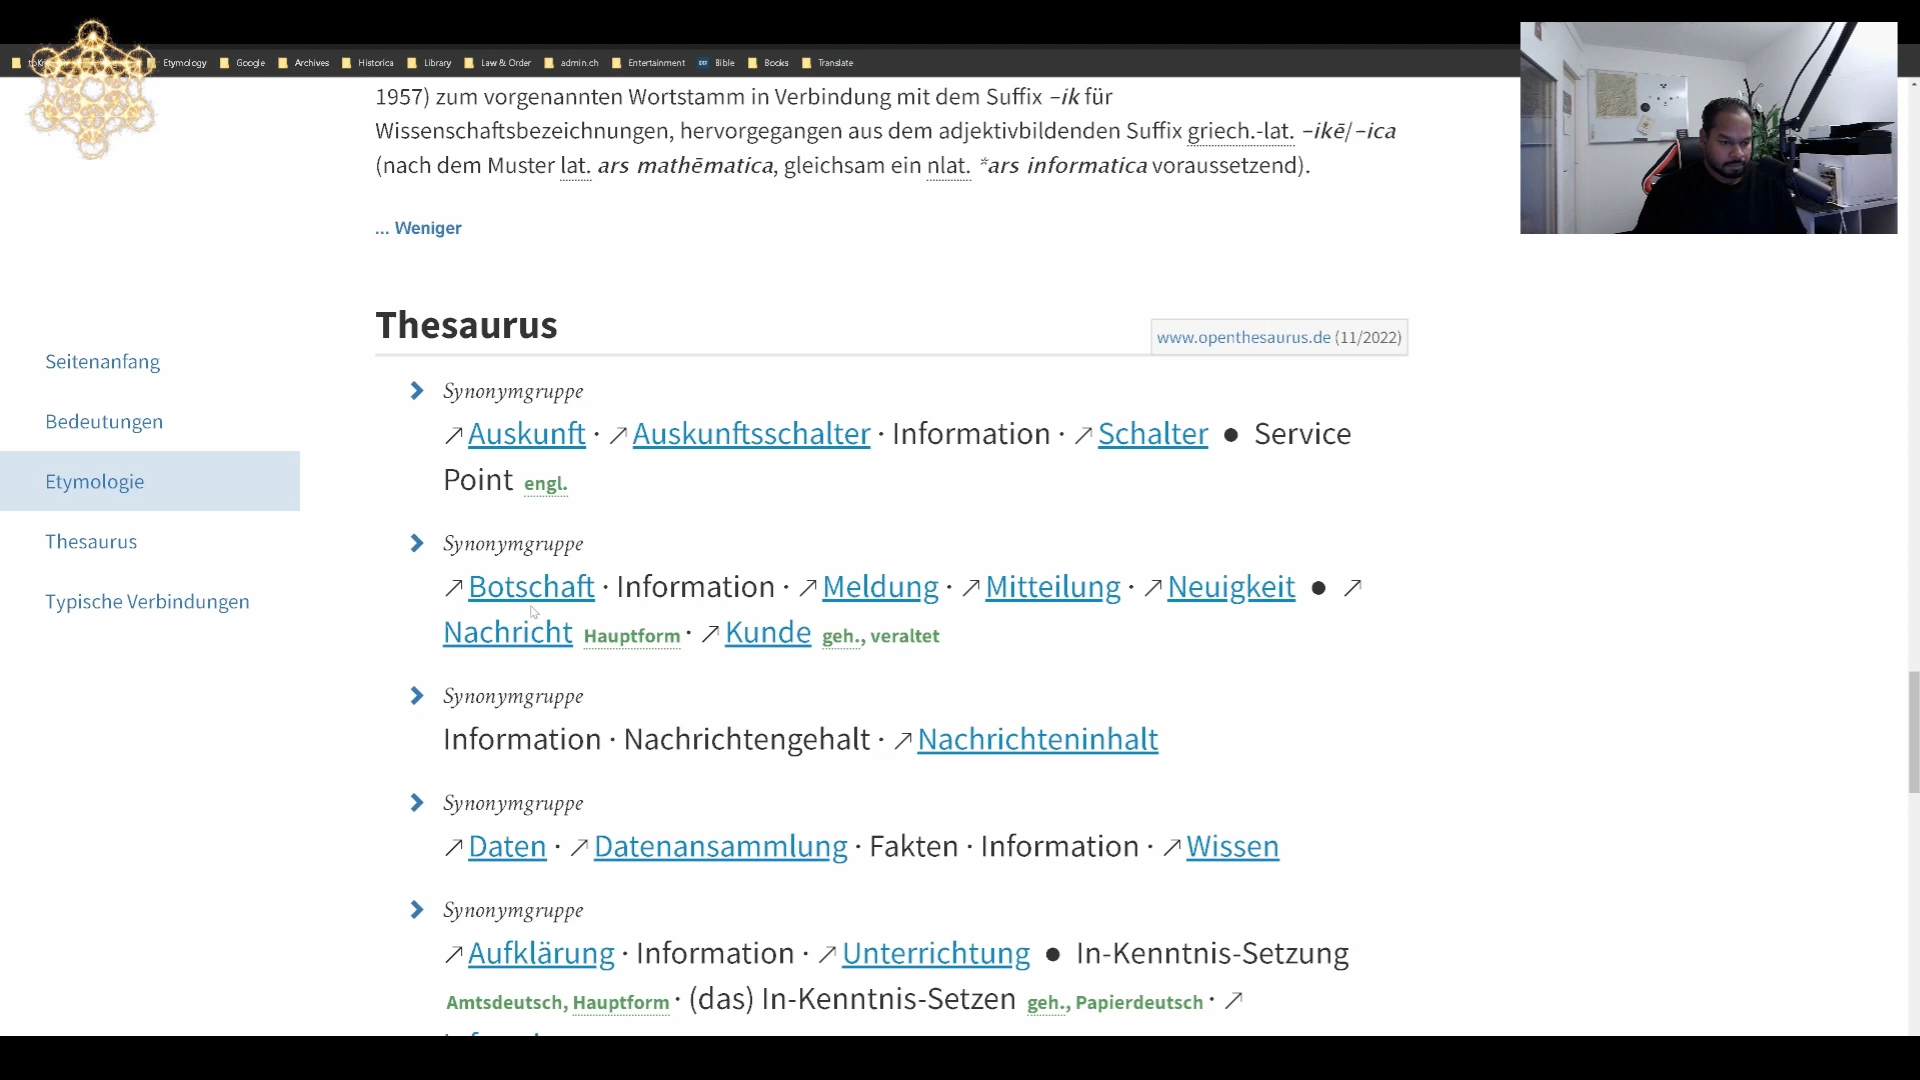 Etymology Google Archives Historica Library Law & Order admin.ch Entertainment Bible Books Translate
1957) zum vorgenannten Wortstamm in Verbindung mit dem Suffix –ik für
Wissenschaftsbezeichnungen, hervorgegangen aus dem adjektivbildenden Suffix griech.-lat. –ikē/–ica
(nach dem Muster lat. ars mathēmatica, gleichsam ein nlat. *ars informatica voraussetzend).
... Weniger
Thesaurus
www.openthesaurus.de (11/2022)
Seitenanfang
Bedeutungen
Etymologie
Thesaurus
Typische Verbindungen
Synonymgruppe
↗Auskunft · ↗Auskunftsschalter · Information · ↗Schalter ● Service
Point engl.
Synonymgruppe
↗Botschaft · Information · ↗Meldung · ↗Mitteilung · ↗Neuigkeit ● ↗
Nachricht Hauptform · ↗Kunde geh., veraltet
Synonymgruppe
Information · Nachrichtengehalt · ↗Nachrichteninhalt
Synonymgruppe
↗Daten · ↗Datenansammlung · Fakten · Information · ↗Wissen
Synonymgruppe
↗Aufklärung · Information · ↗Unterrichtung ● In-Kenntnis-Setzung
Amtsdeutsch, Hauptform · (das) In-Kenntnis-Setzen geh., Papierdeutsch · ↗